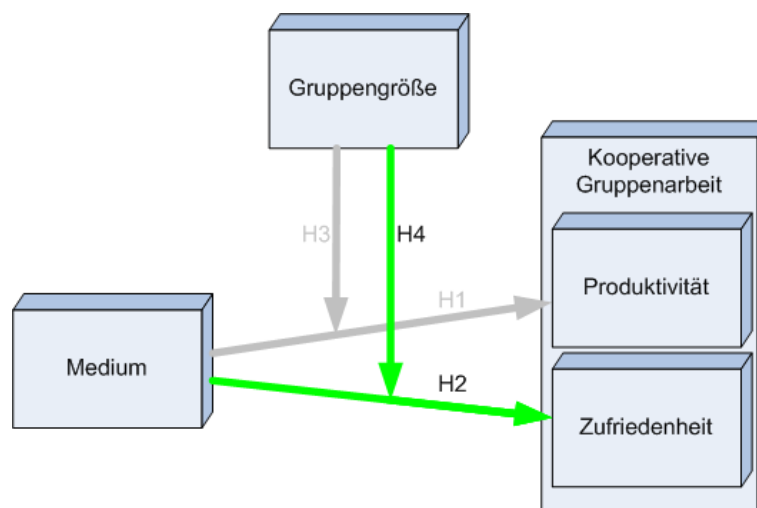 Gruppengröße
Kooperative
Gruppenarbeit
H3
H4
H1
Produktivität
Medium
H2
Zufriedenheit